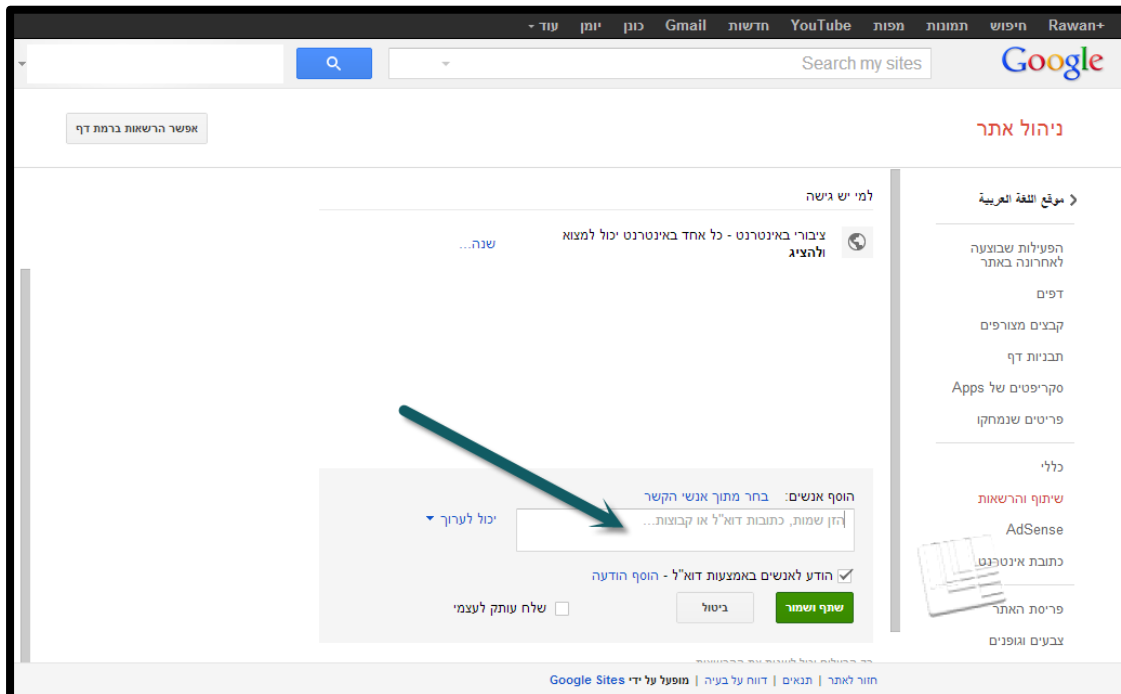 Rawan+ חיפוש תמונות מפות YouTube חדשות Gmail כונן יומן עוד
Google
Search my sites
ניהול אתר
אפשר הרשאות ברמת דף
موقع اللغة العربية
הפעילות שבוצעה
לאחרונה באתר
דפים
קבצים מצורפים
תבניות דף
סקריפטים של Apps
פריטים שנמחקו
כללי
שיתוף והרשאות
AdSense
כתובת אינטרנט
פריסת האתר
צבעים וגופנים
למי יש גישה
ציבורי באינטרנט - כל אחד באינטרנט יכול למצוא
ולהציג
שנה...
הוסף אנשים: בחר מתוך אנשי הקשר
הזן שמות, כתובות דוא"ל או קבוצות...
יכול לערוך
הודע לאנשים באמצעות דוא"ל - הוסף הודעה
שתף ושמור
ביטול
שלח עותק לעצמי
חזור לאתר | תנאים | דווח על בעיה | מופעל על ידי Google Sites